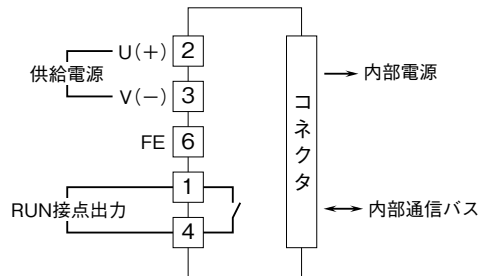 U(+) 2
供給電源
V(−) 3
FE 6
1
RUN接点出力
4
コネクタ
内部電源
内部通信バス